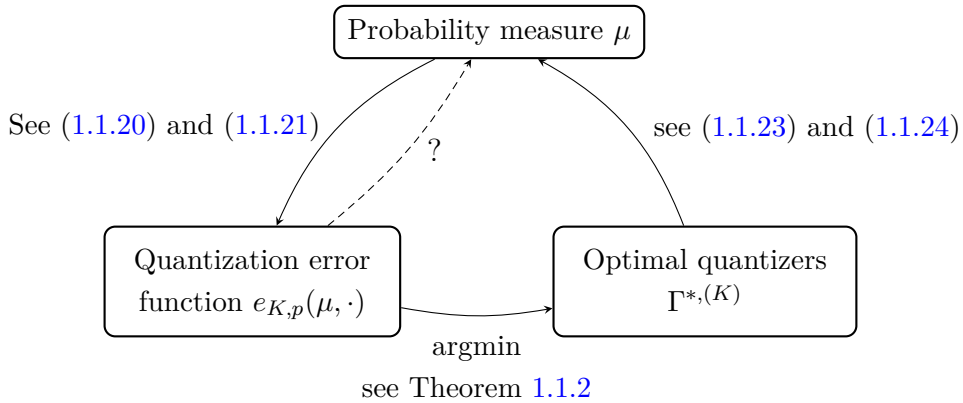 Probability measure μ
See (1.1.20) and (1.1.21)
see (1.1.23) and (1.1.24)
?
Quantization error
function e_{K,p}(μ, ·)
Optimal quantizers
Γ^{*,(K)}
argmin
see Theorem 1.1.2